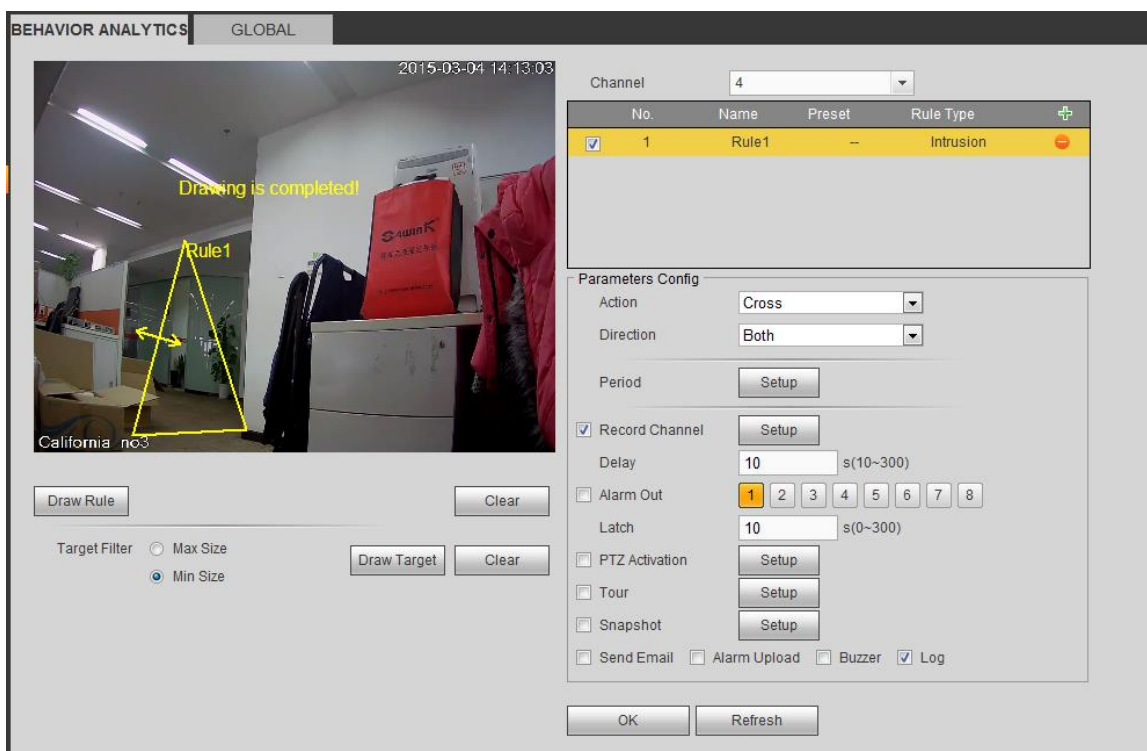 BEHAVIOR ANALYTICS
GLOBAL
2015-03-04 14:13:03
Drawing is completed!
Rule1
SAWINK
California no3
Draw Rule
Clear
Target Filter
Max Size
Min Size
Draw Target
Clear
Channel
4
No. Name Preset Rule Type
1 Rule1 -- Intrusion
Parameters Config
Action Cross
Direction Both
Period Setup
Record Channel Setup
Delay 10 s(10~300)
Alarm Out 1 2 3 4 5 6 7 8
Latch 10 s(0~300)
PTZ Activation Setup
Tour Setup
Snapshot Setup
Send Email Alarm Upload Buzzer Log
OK Refresh